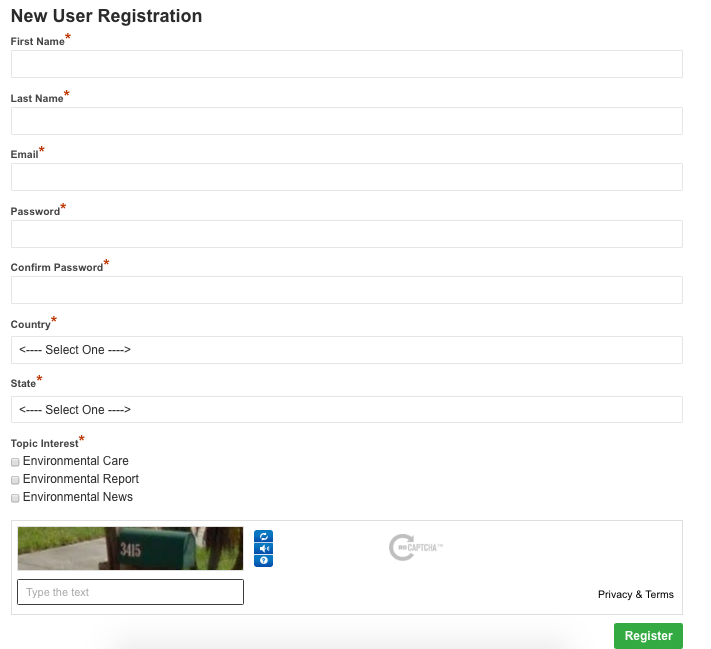 New User Registration
First Name*
Last Name*
Email*
Password*
Confirm Password*
Country*
<---- Select One ---->
State*
<---- Select One ---->
Topic Interest*
Environmental Care
Environmental Report
Environmental News
3415
reCAPTCHA™
Type the text
Privacy & Terms
Register